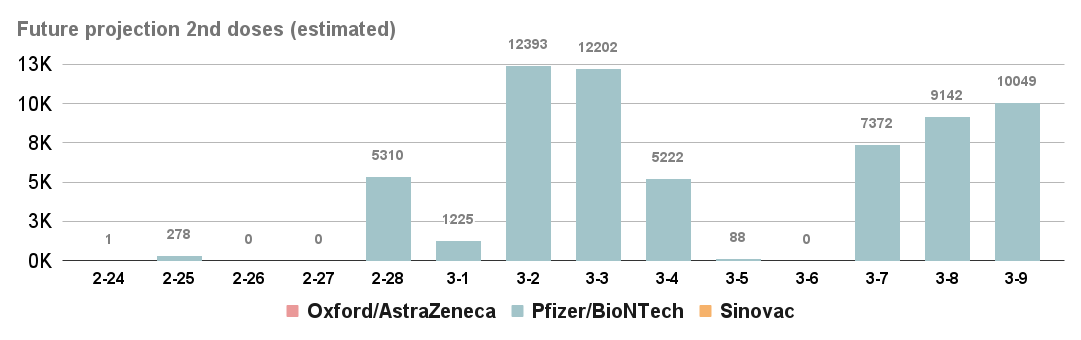 Future projection 2nd doses (estimated)
13K
10K
8K
5K
3K
0K
1
278
0
0
5310
1225
12393
12202
5222
88
0
7372
9142
10049
2-24 2-25 2-26 2-27 2-28 3-1 3-2 3-3 3-4 3-5 3-6 3-7 3-8 3-9
Oxford/AstraZeneca Pfizer/BioNTech Sinovac